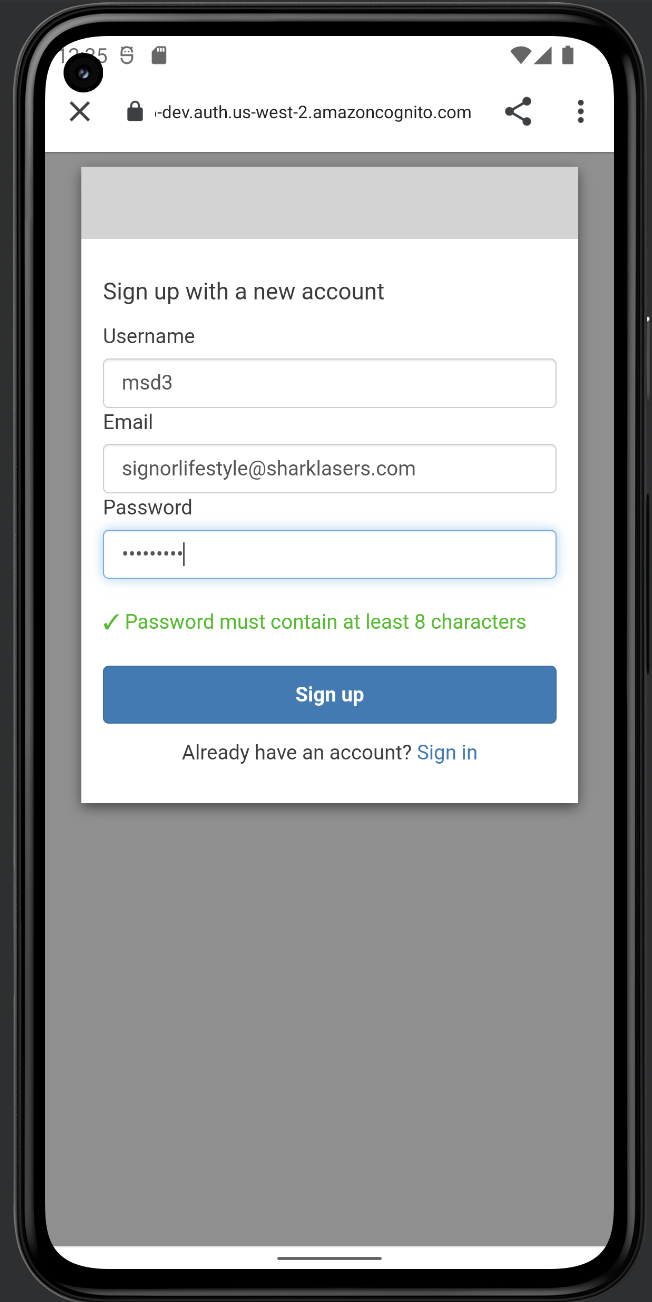 12:35
-dev.auth.us-west-2.amazoncognito.com
Sign up with a new account
Username
msd3
Email
signorlifestyle@sharklasers.com
Password
•••••••••
✓ Password must contain at least 8 characters
Sign up
Already have an account? Sign in